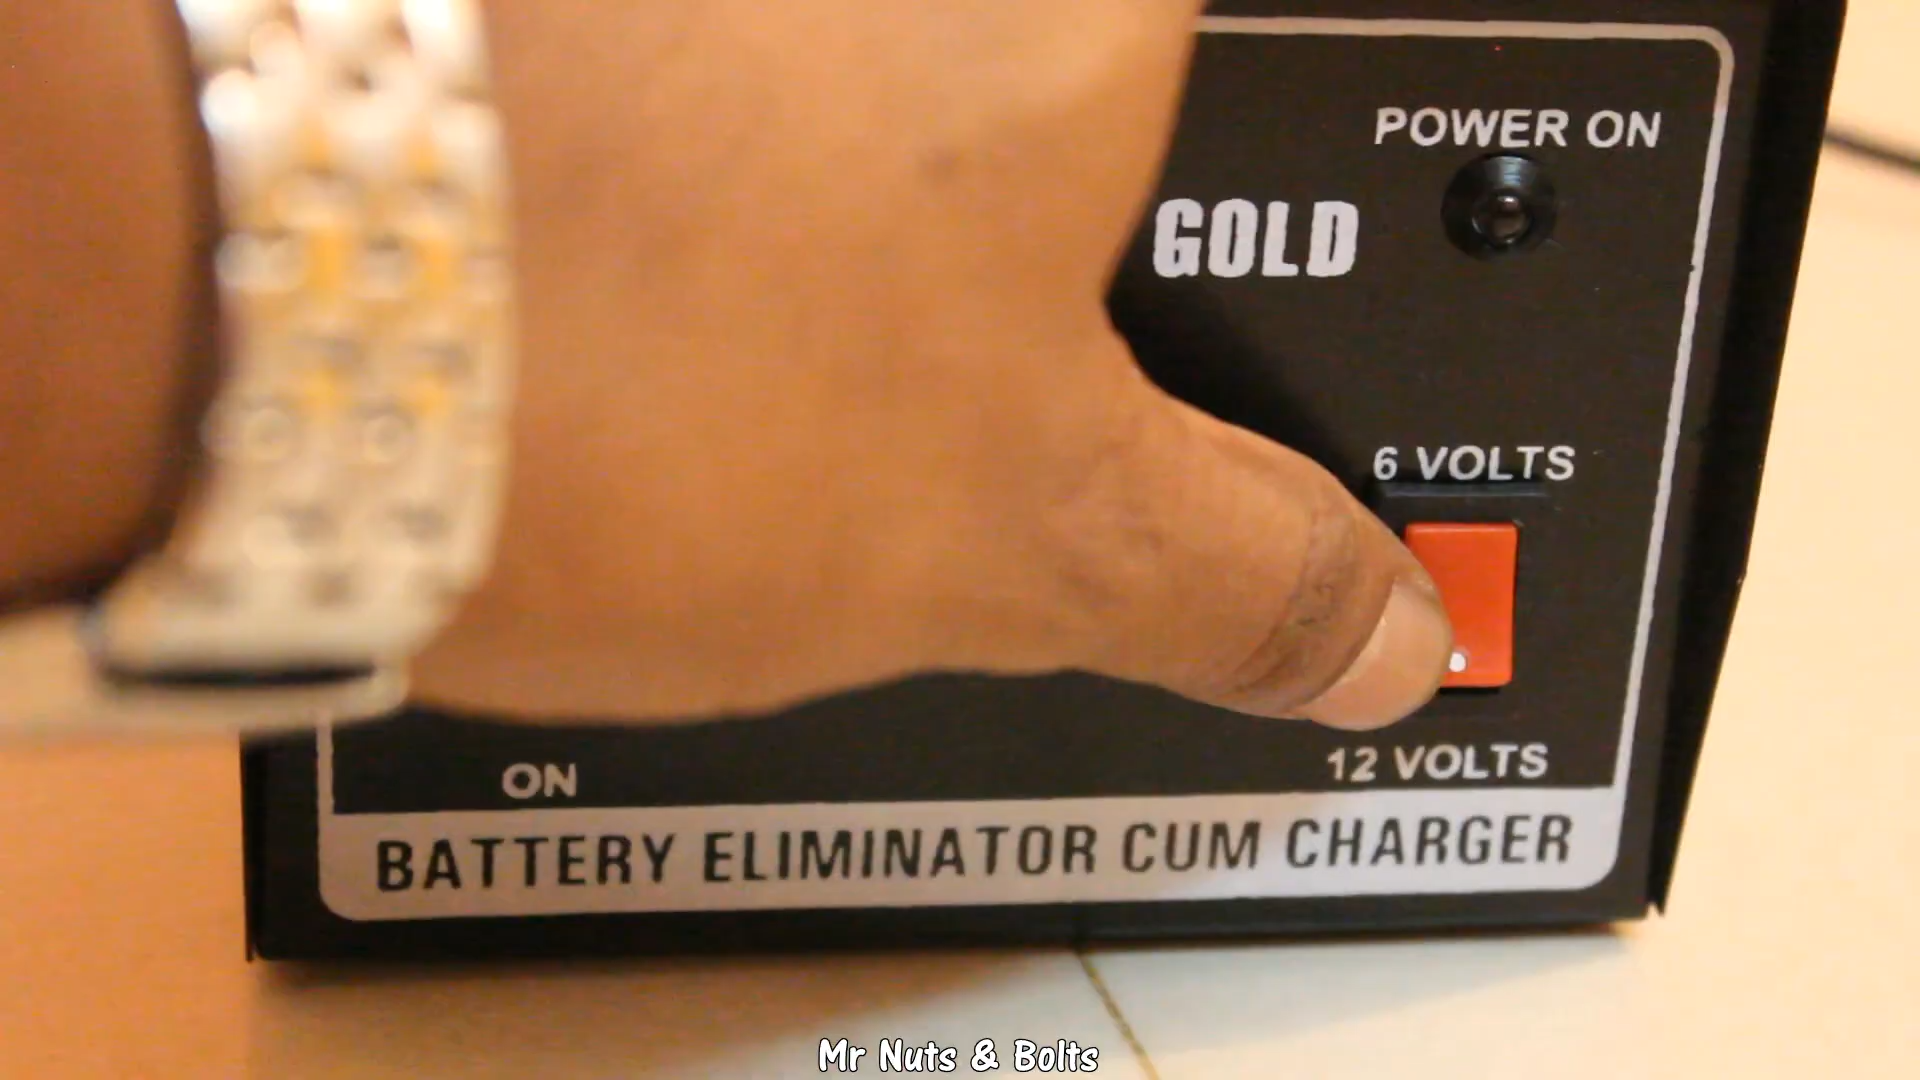 POWER ON
GOLD
6 VOLTS
12 VOLTS
ON
BATTERY ELIMINATOR CUM CHARGER
Mr Nuts & Bolts